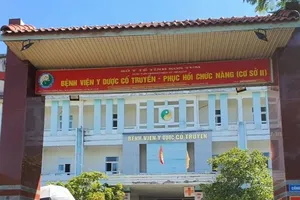 BỆNH VIỆN Y DƯỢC CỔ TRUYỀN - PHỤC HỒI CHỨC NĂNG (CƠ SỞ II)
BỆNH VIỆN Y DƯỢC CỔ TRUYỀN